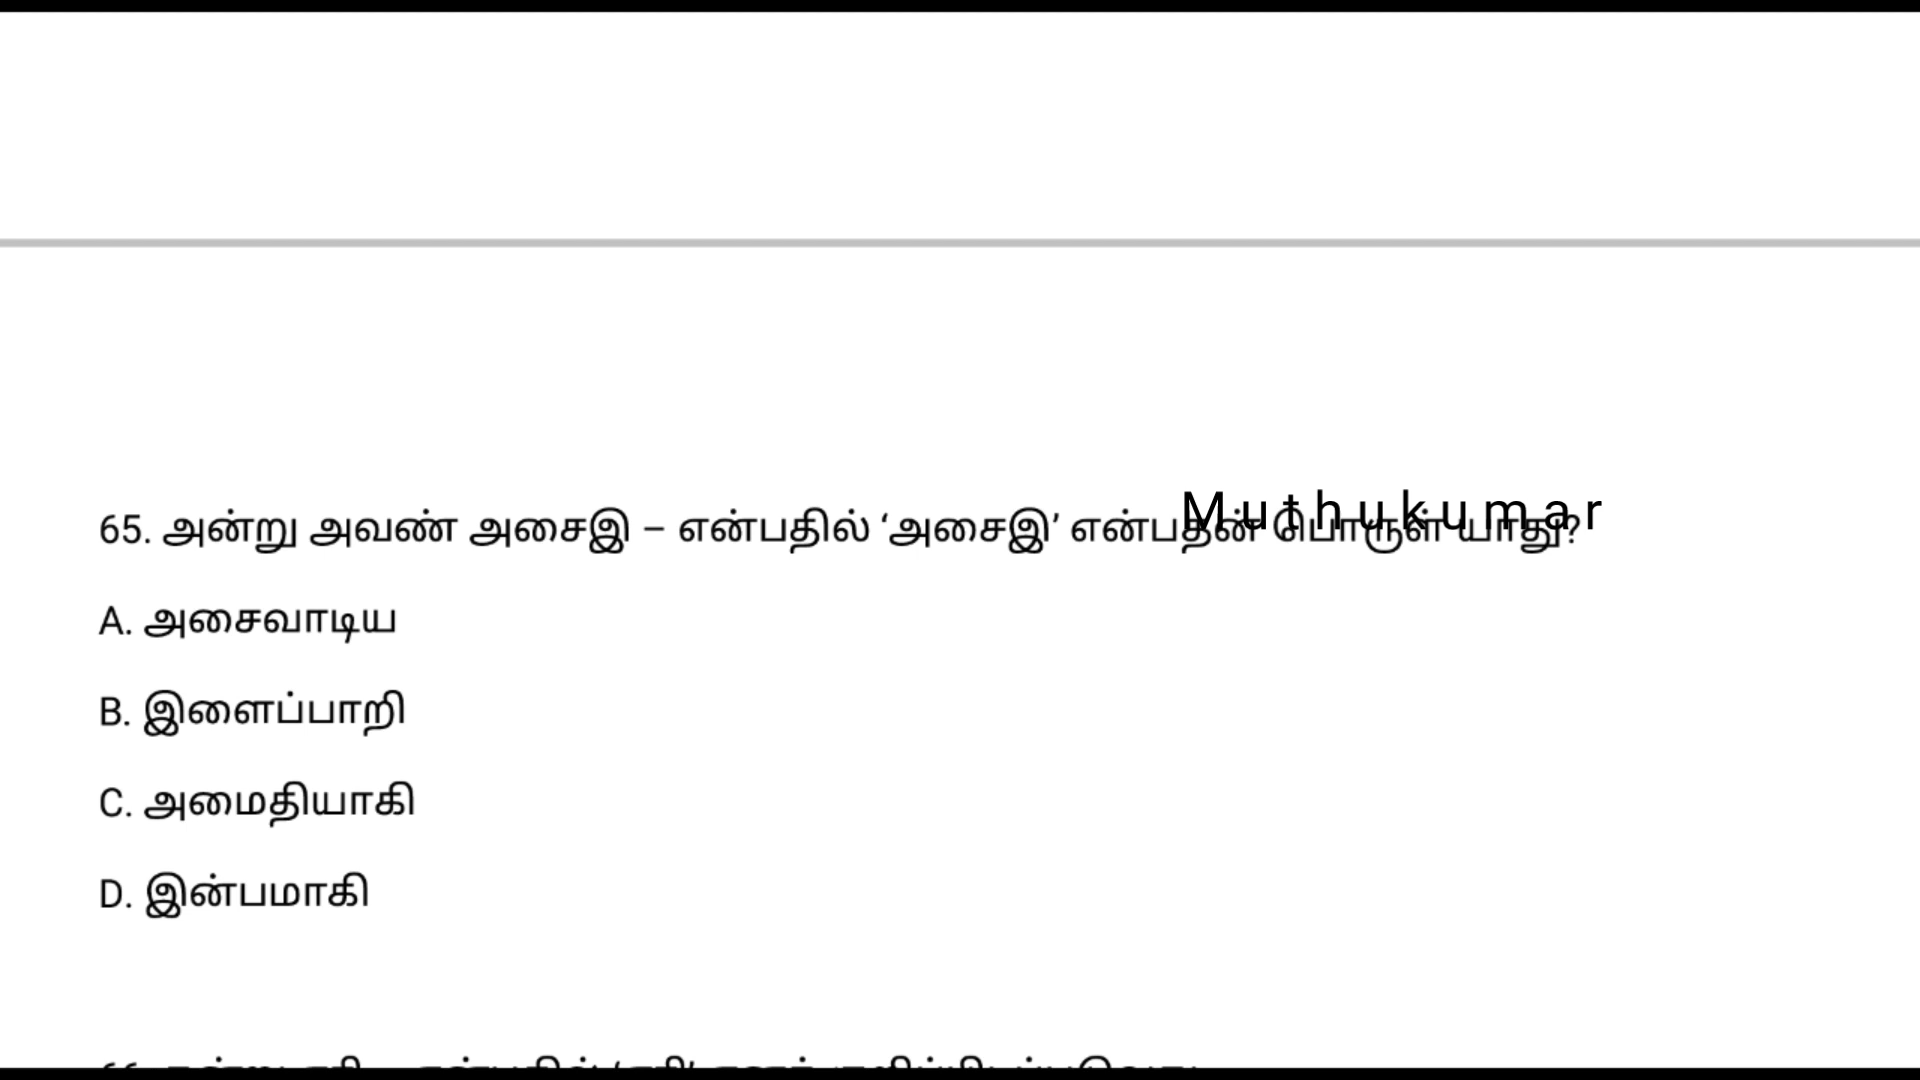 Muthukumar
65. அன்று அவண் அசைஇ – என்பதில் ‘அசைஇ’ என்பதன் பொருள் யாது?
A. அசைவாடிய
B. இளைப்பாறி
C. அமைதியாகி
D. இன்பமாகி